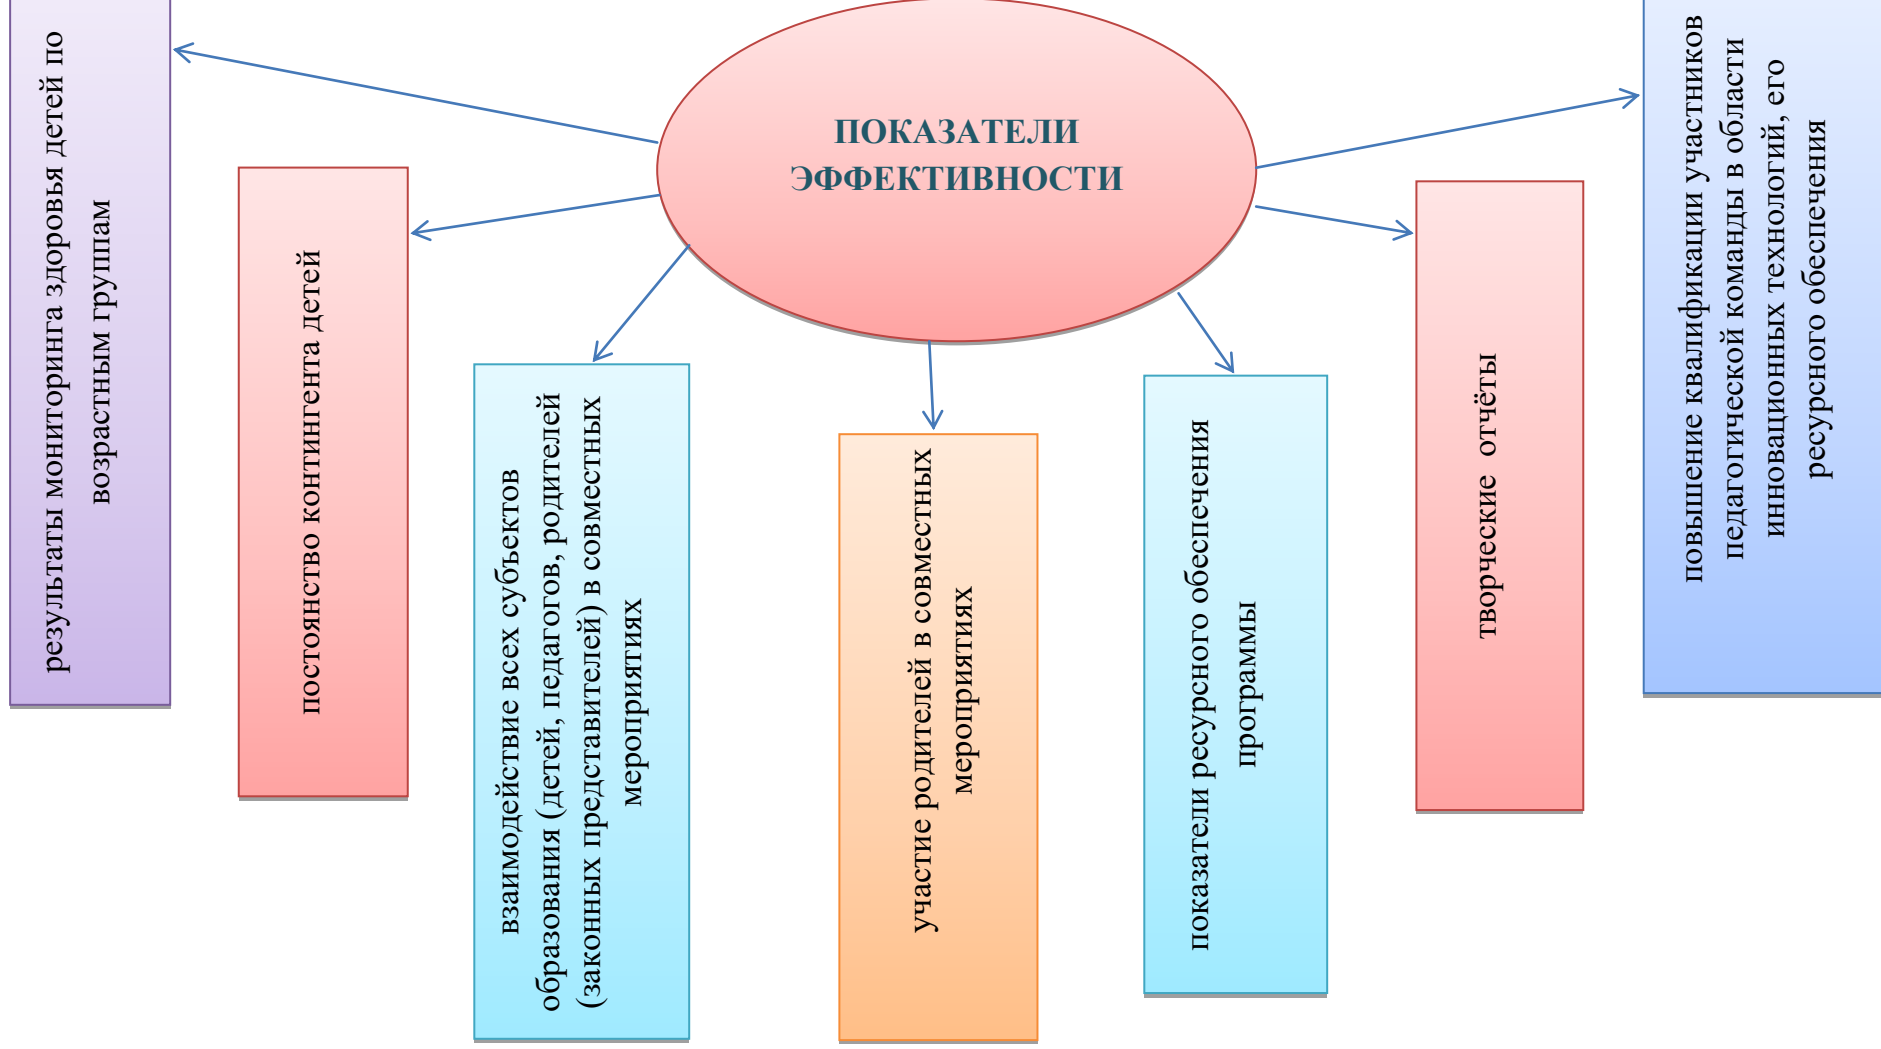 ПОКАЗАТЕЛИ
ЭФФЕКТИВНОСТИ
результаты мониторинга здоровья детей по
возрастным группам
постоянство контингента детей
взаимодействие всех субъектов
образования (детей, педагогов, родителей
(законных представителей) в совместных
мероприятиях
участие родителей в совместных
мероприятиях
показатели ресурсного обеспечения
программы
творческие отчёты
повышение квалификации участников
педагогической команды в области
инновационных технологий, его
ресурсного обеспечения